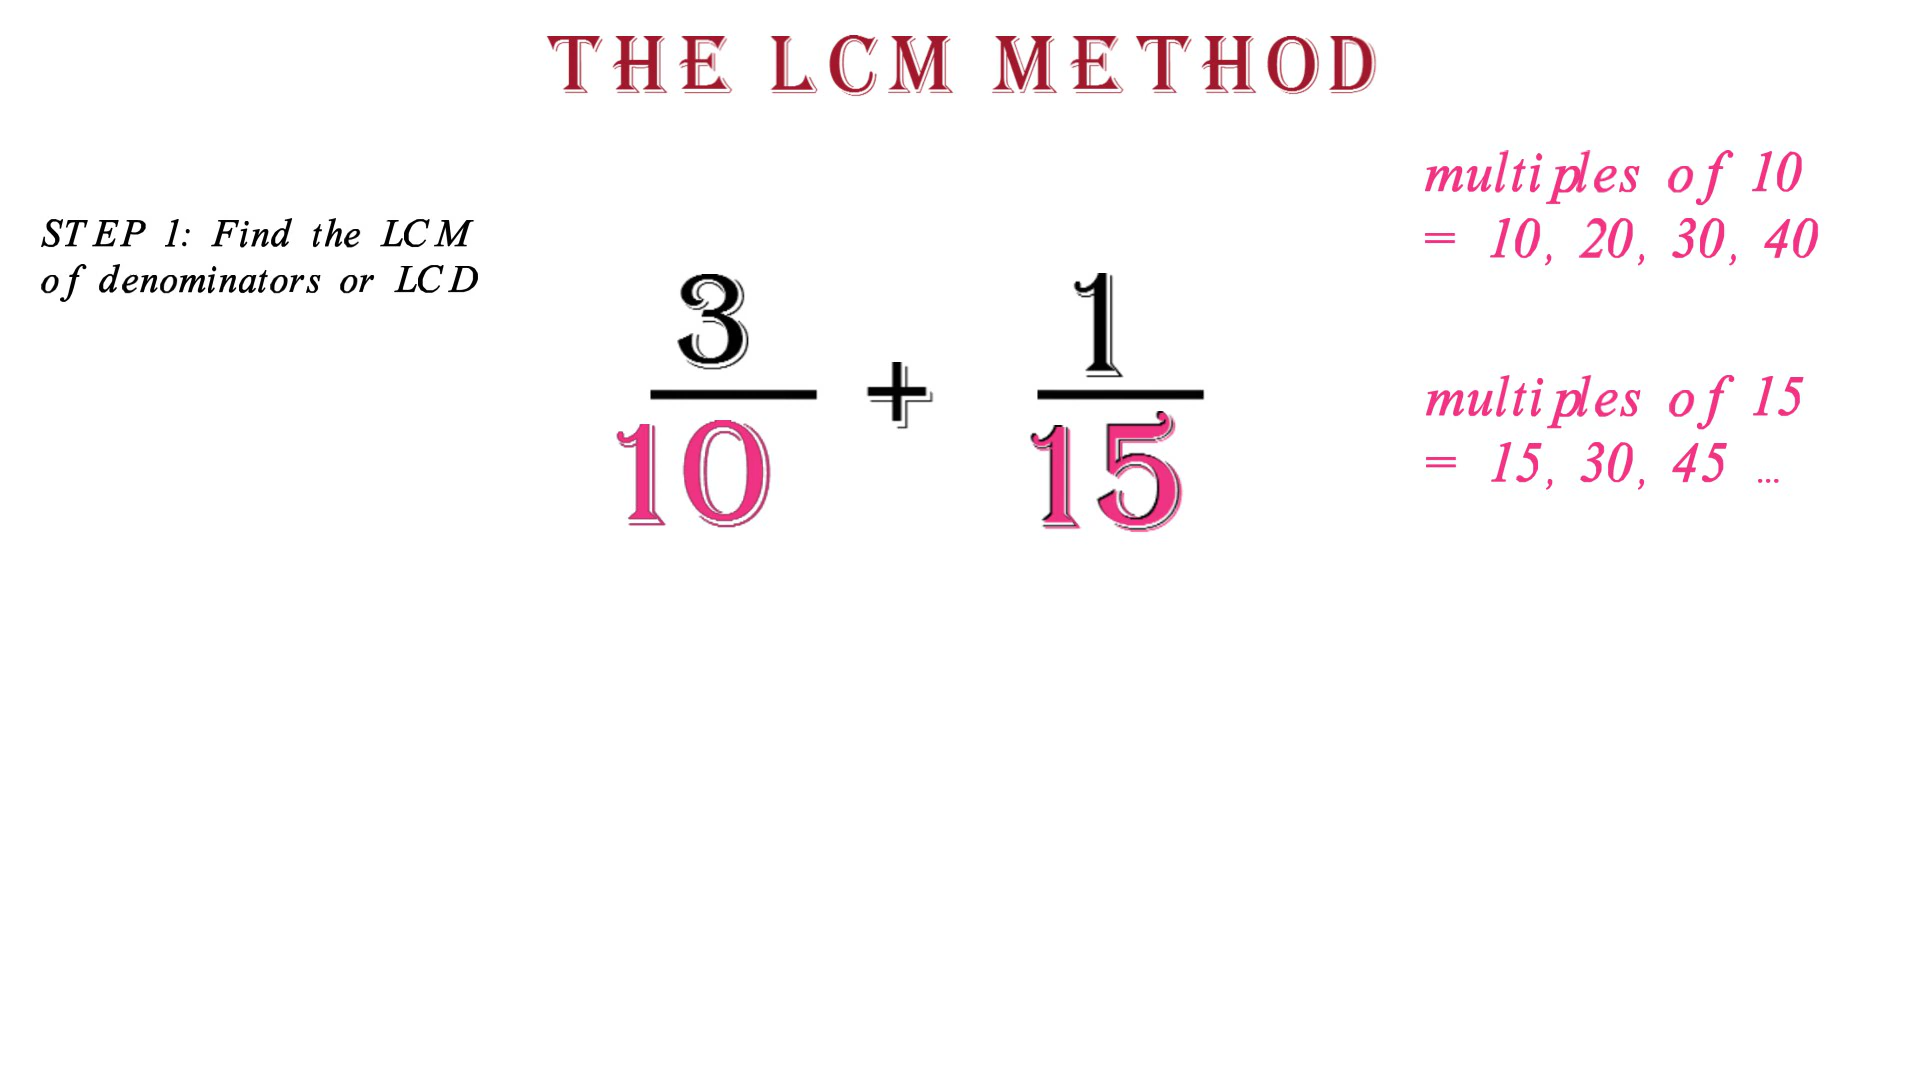 THE LCM METHOD
STEP 1: Find the LCM
of denominators or LCD
3
10
+
1
15
multiples of 10
= 10, 20, 30, 40
multiples of 15
= 15, 30, 45 ...